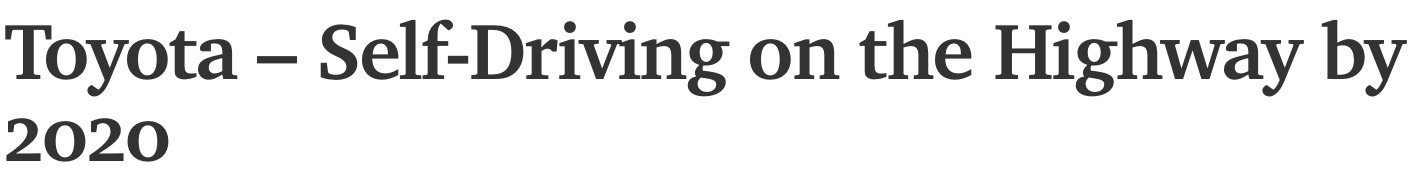 Toyota – Self-Driving on the Highway by
2020